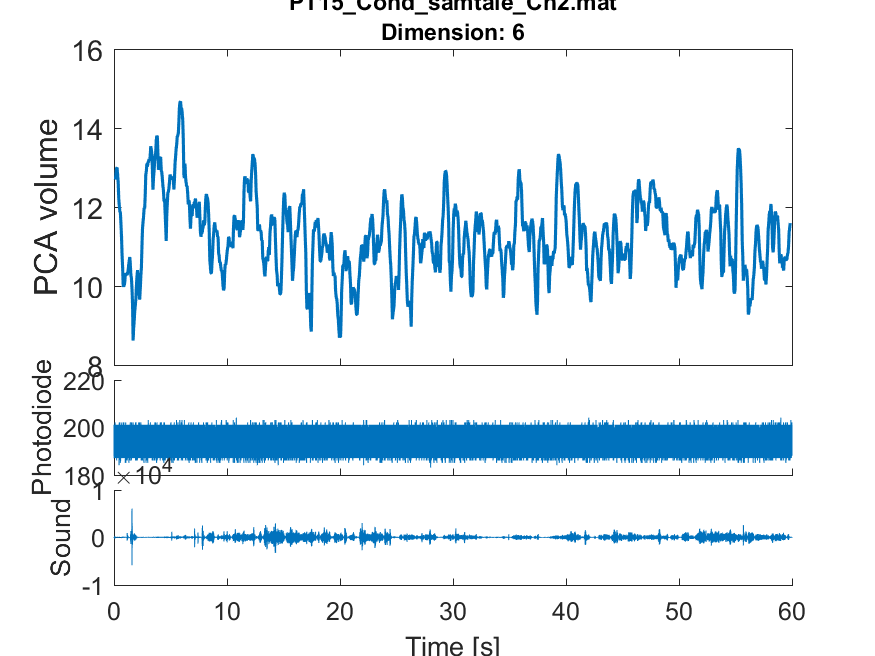 PT15_Cond_samtale_Ch2.mat
Dimension: 6
16
14
12
10
8
PCA volume
220
200
180
Photodiode
×10⁴
1
0
-1
Sound
0 10 20 30 40 50 60
Time [s]